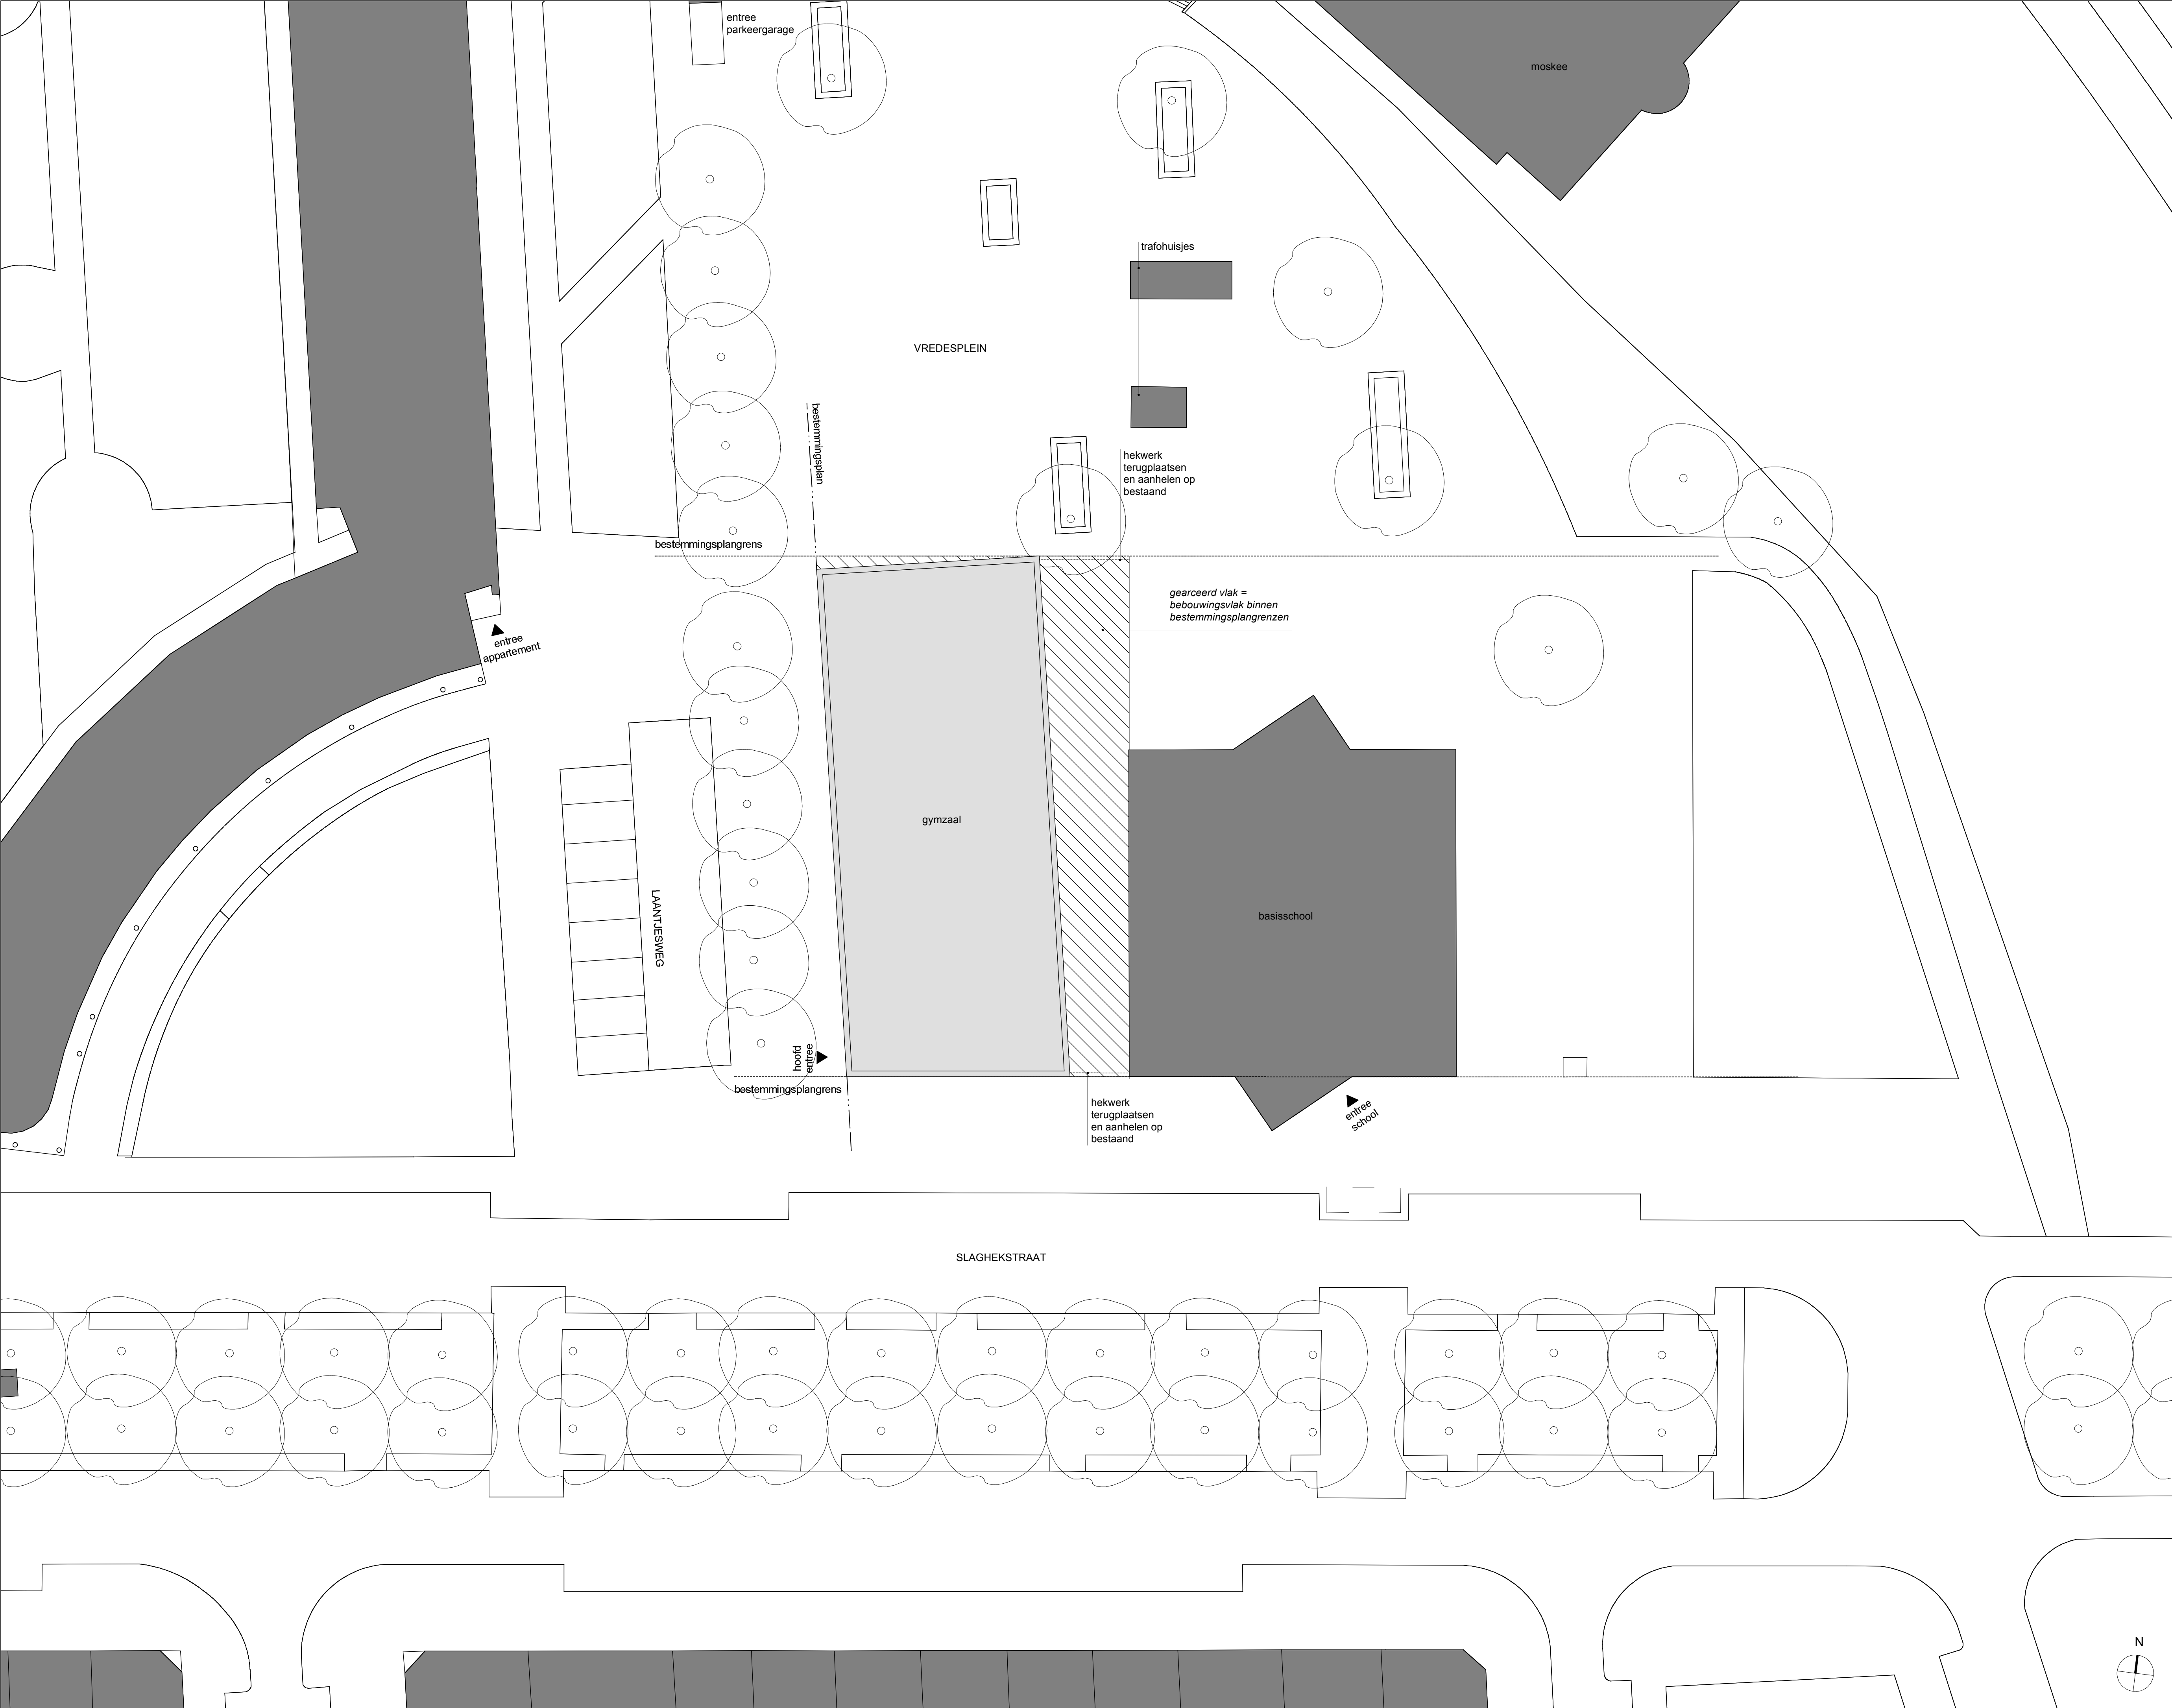 entree
parkeergarage
moskee
trafohuisjes
VREDESPLEIN
bestemmingsplan
hekwerk
terugplaatsen
en aanhelen op
bestaand
bestemmingsplangrens
gearceerd vlak =
bebouwingsvlak binnen
bestemmingsplangrenzen
entree
appartement
gymzaal
LAANTJESWEG
basisschool
hoofd
entree
bestemmingsplangrens
hekwerk
terugplaatsen
en aanhelen op
bestaand
entree
school
SLAGHEKSTRAAT
N